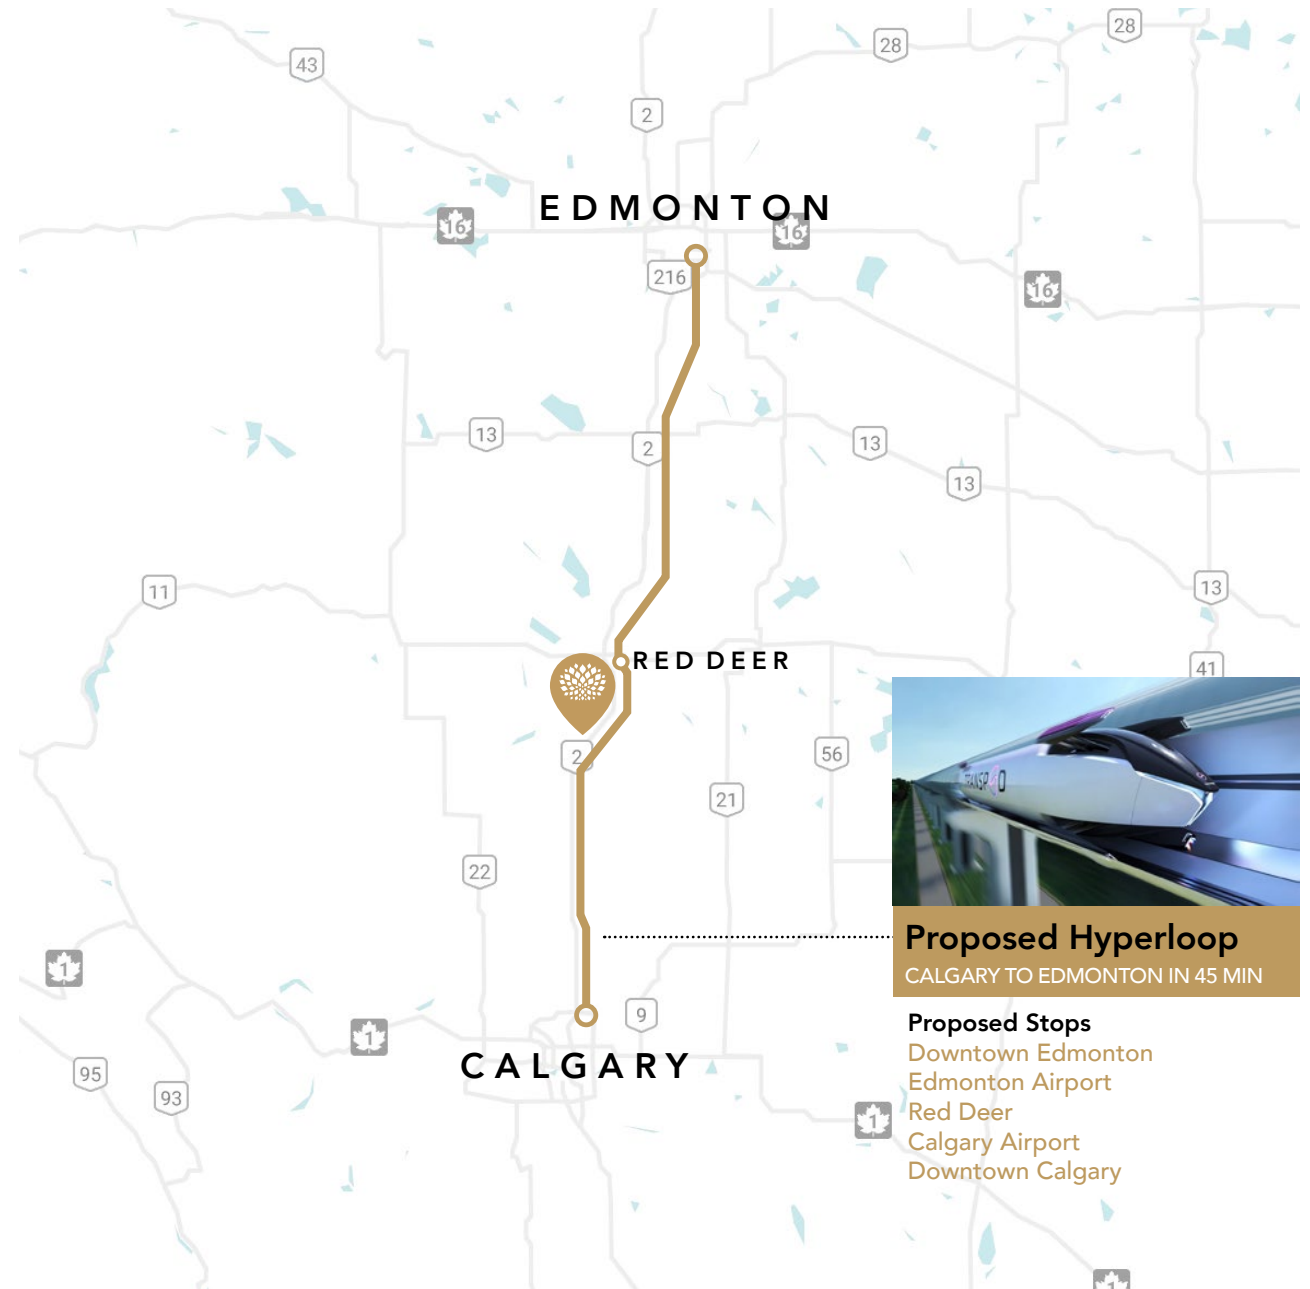 28
28
43
2
EDMONTON
16
16
216
16
13
2
13
13
11
13
RED DEER
41
2
56
21
TRANSPOD
22
Proposed Hyperloop
CALGARY TO EDMONTON IN 45 MIN
1
9
1
Proposed Stops
Downtown Edmonton
Edmonton Airport
Red Deer
Calgary Airport
Downtown Calgary
CALGARY
95
93
1
1